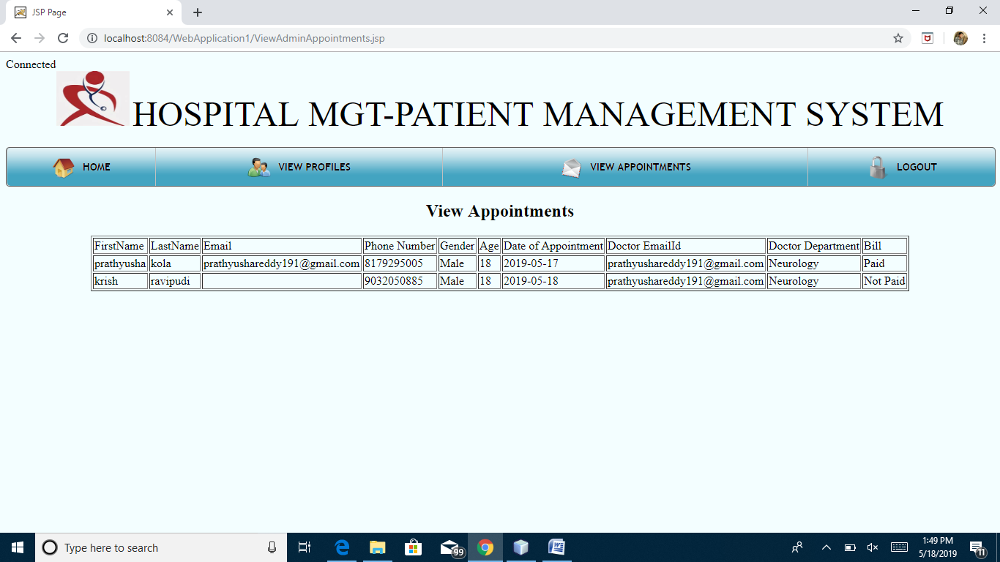 JSP Page
localhost:8084/WebApplication1/ViewAdminAppointments.jsp
Connected
HOSPITAL MGT-PATIENT MANAGEMENT SYSTEM
HOME VIEW PROFILES VIEW APPOINTMENTS LOGOUT
View Appointments
FirstName LastName Email Phone Number Gender Age Date of Appointment Doctor EmailId Doctor Department Bill
prathyusha kola prathyushareddy191@gmail.com 8179295005 Male 18 2019-05-17 prathyushareddy191@gmail.com Neurology Paid
krish ravipudi 9032050885 Male 18 2019-05-18 prathyushareddy191@gmail.com Neurology Not Paid
Type here to search
99
1:49 PM
5/18/2019
11